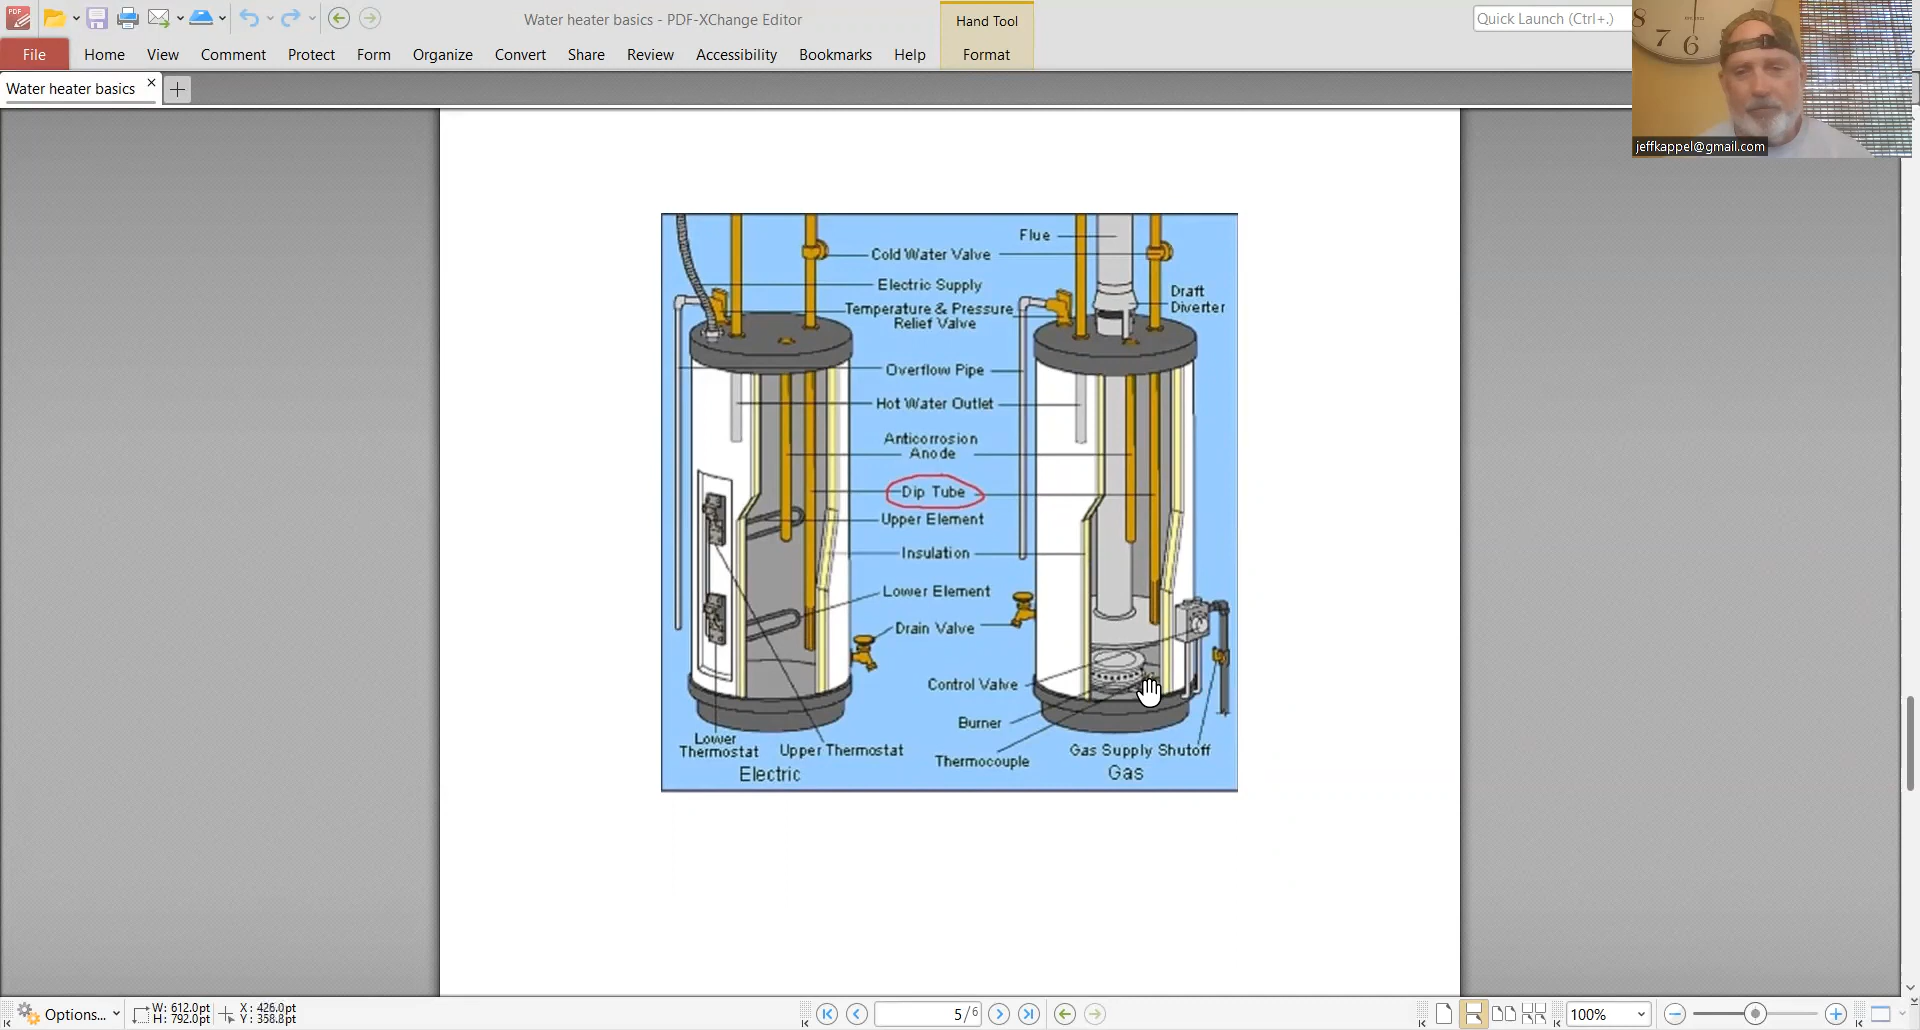 Water heater basics - PDF-XChange Editor
Hand Tool
Quick Launch (Ctrl+.)
File
Home
View
Comment
Protect
Form
Organize
Convert
Share
Review
Accessibility
Bookmarks
Help
Format
Water heater basics
8
7
6
jeffkappel@gmail.com
Flue
Cold Water Valve
Electric Supply
Draft
Diverter
Temperature & Pressure
Relief Valve
Overflow Pipe
Hot Water Outlet
Anticorrosion
Anode
Dip Tube
Upper Element
Insulation
Lower Element
Drain Valve
Control Valve
Burner
Lower
Thermostat
Upper Thermostat
Thermocouple
Gas Supply Shutoff
Electric
Gas
Options...
W: 612.0pt
H: 792.0pt
X: 426.0pt
Y: 358.8pt
5/6
100%